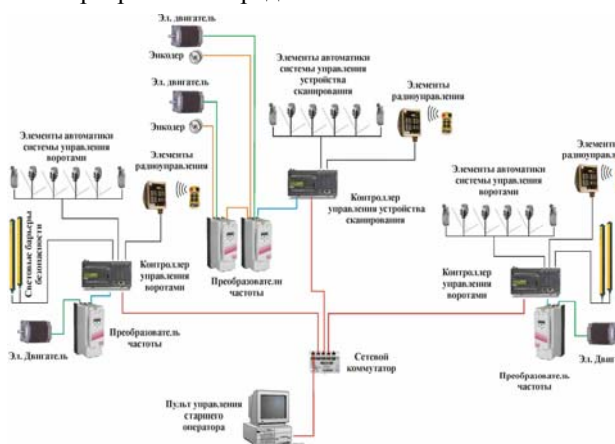 Эл. двигатель
Энкодер
Эл. двигатель
Энкодер
Элементы автоматики
системы управления
устройства
сканирования
Элементы
радиоуправления
Элементы автоматики
системы управления
воротами
Элементы
радиоуправления
Элементы автоматики
системы управления
воротами
Контроллер
управления устройства
сканирования
Световые барьеры
безопасности
Контроллер
управления
воротами
Преобразователи
частоты
Контроллер
управления
воротами
Эл. Двигатель
Преобразователь
частоты
Сетевой
коммутатор
Преобразователь
частоты
Пульт управления
старшего
оператора